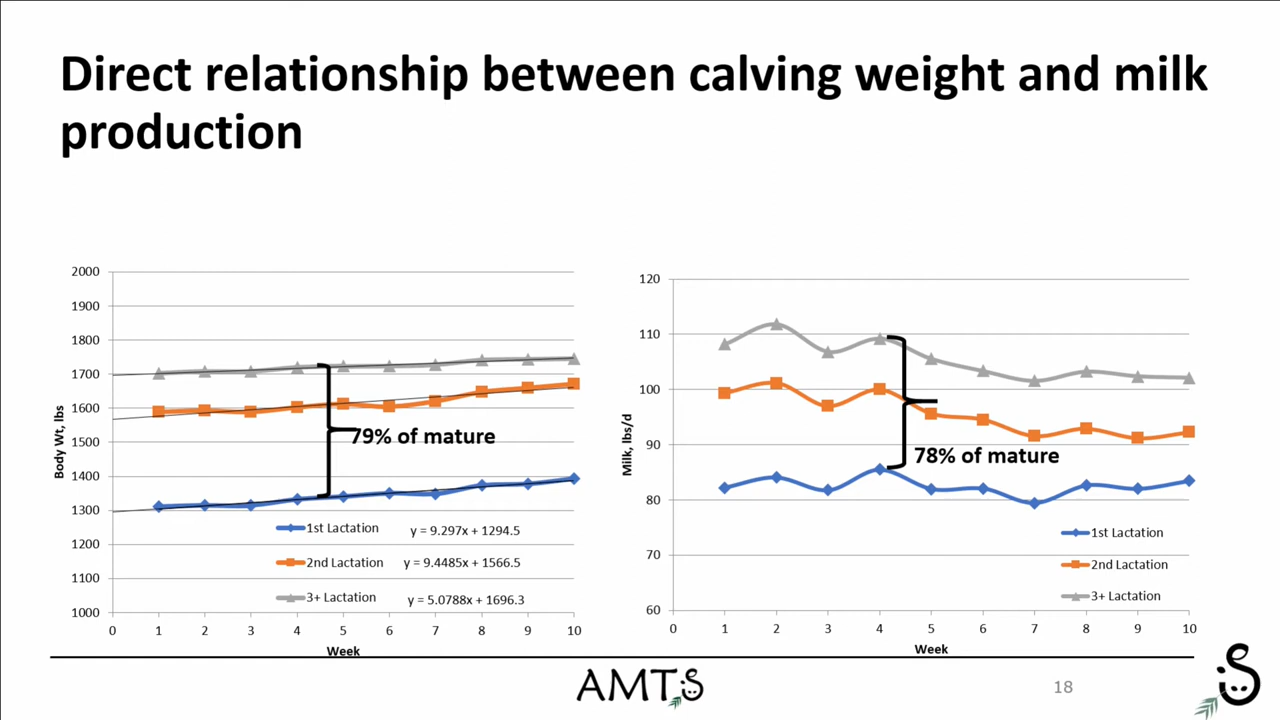 Direct relationship between calving weight and milk
production
2000
1900
1800
1700
1600
1500
1400
1300
1200
1100
1000
Body Wt, lbs
79% of mature
1st Lactation y = 9.297x + 1294.5
2nd Lactation y = 9.4485x + 1566.5
3+ Lactation y = 5.0788x + 1696.3
0 1 2 3 4 5 6 7 8 9 10
Week
120
110
100
90
80
70
60
Milk, lbs/d
78% of mature
1st Lactation
2nd Lactation
3+ Lactation
0 1 2 3 4 5 6 7 8 9 10
Week
AMTS
18